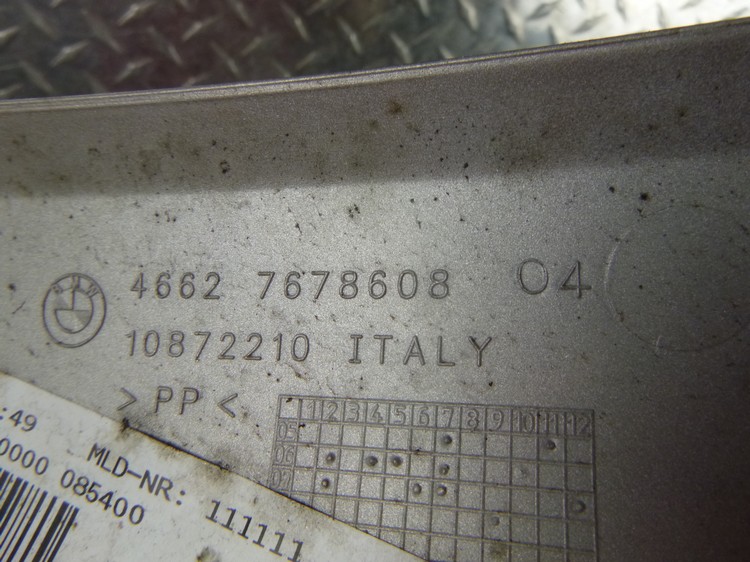 BMW
4662 7678608 04
10872210 ITALY
> PP <
1 2 3 4 5 6 7 8 9 10 11 12
05
06
07
:49
MLD-NR: 111111
0000 085400